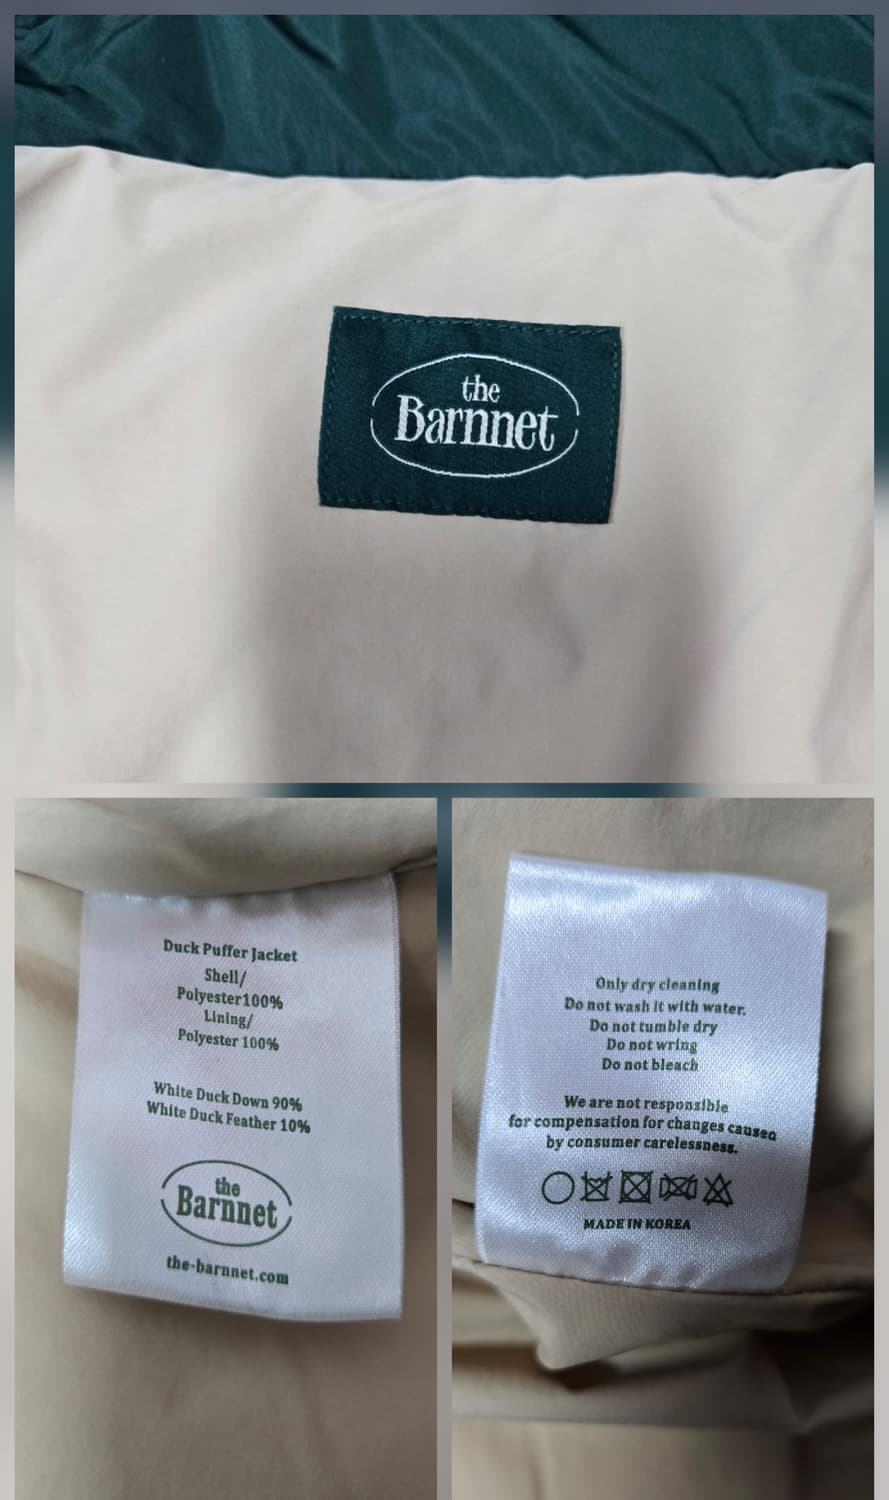 the
Barnnet
Duck Puffer Jacket
Shell/
Polyester100%
Lining/
Polyester 100%
White Duck Down 90%
White Duck Feather 10%
the
Barnnet
the-barnnet.com
Only dry cleaning
Do not wash it with water.
Do not tumble dry
Do not wring
Do not bleach
We are not responsible
for compensation for changes caused
by consumer carelessness.
MADE IN KOREA